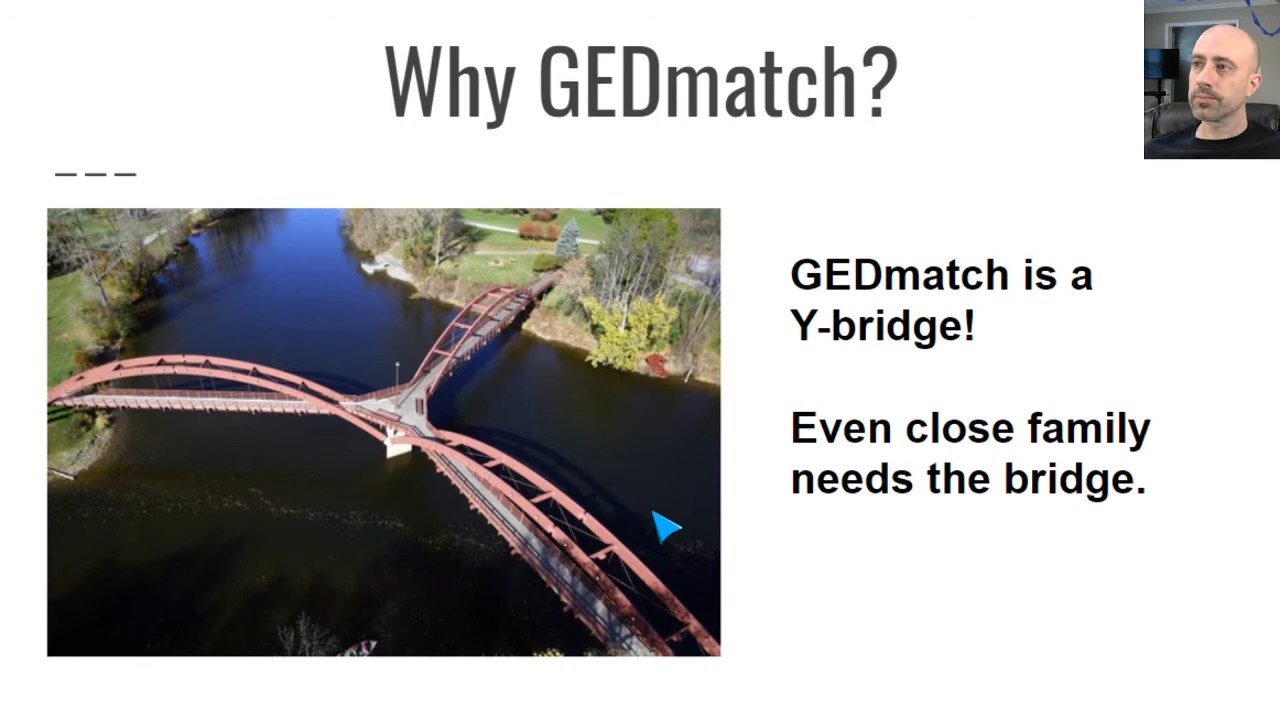 Why GEDmatch?
GEDmatch is a
Y-bridge!
Even close family
needs the bridge.